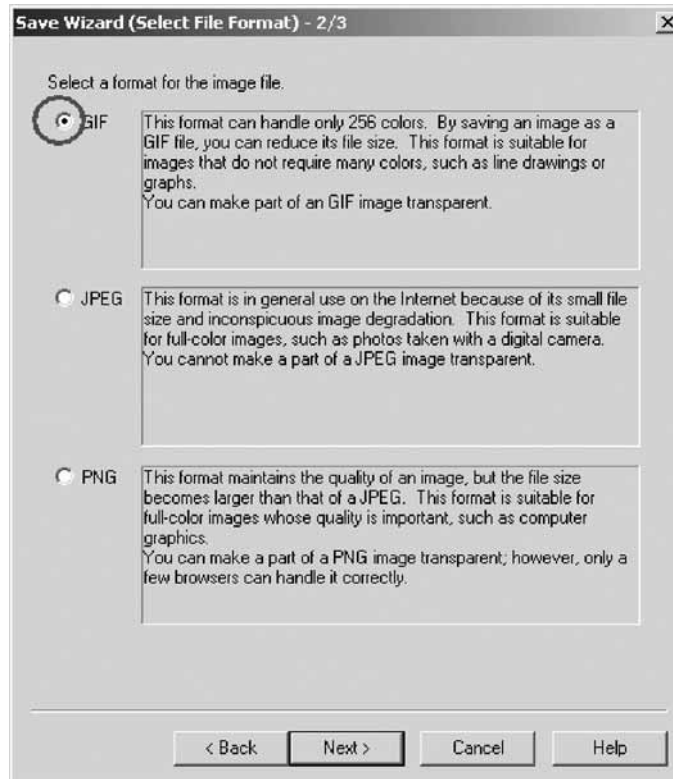 Save Wizard (Select File Format) - 2/3
Select a format for the image file.
GIF
This format can handle only 256 colors. By saving an image as a
GIF file, you can reduce its file size. This format is suitable for
images that do not require many colors, such as line drawings or
graphs.
You can make part of an GIF image transparent.
JPEG
This format is in general use on the Internet because of its small file
size and inconspicuous image degradation. This format is suitable
for full-color images, such as photos taken with a digital camera.
You cannot make a part of a JPEG image transparent.
PNG
This format maintains the quality of an image, but the file size
becomes larger than that of a JPEG. This format is suitable for
full-color images whose quality is important, such as computer
graphics.
You can make a part of a PNG image transparent; however, only a
few browsers can handle it correctly.
< Back
Next >
Cancel
Help